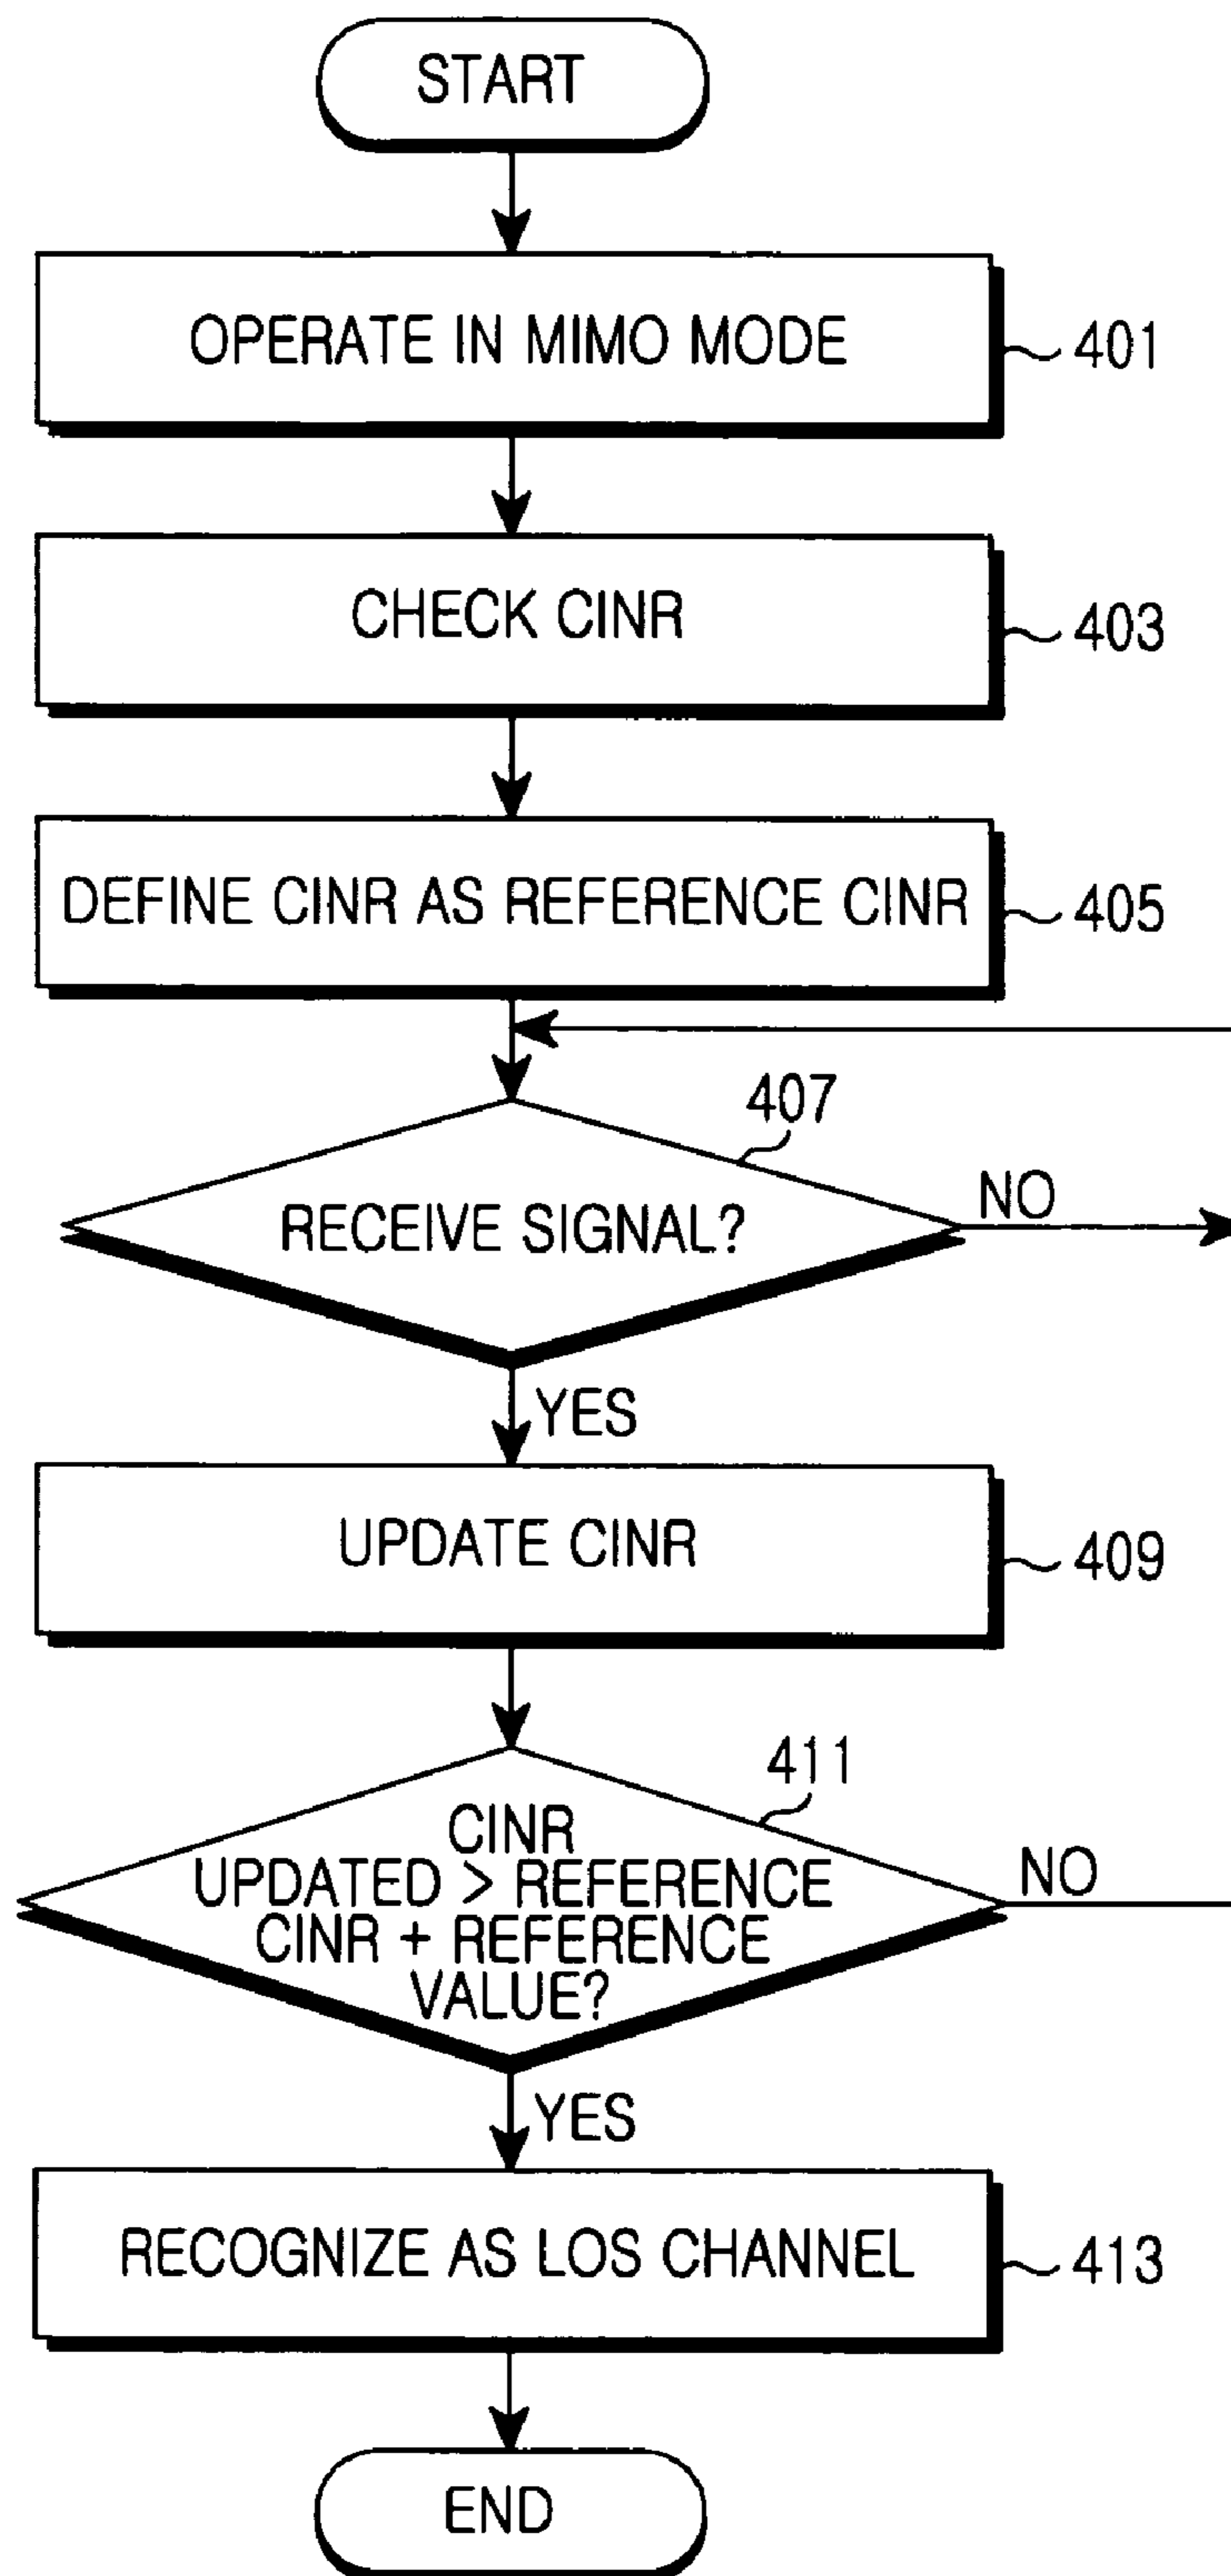 START
OPERATE IN MIMO MODE
401
CHECK CINR
403
DEFINE CINR AS REFERENCE CINR
405
407
RECEIVE SIGNAL?
NO
YES
UPDATE CINR
409
411
CINR
UPDATED > REFERENCE
CINR + REFERENCE
VALUE?
NO
YES
RECOGNIZE AS LOS CHANNEL
413
END